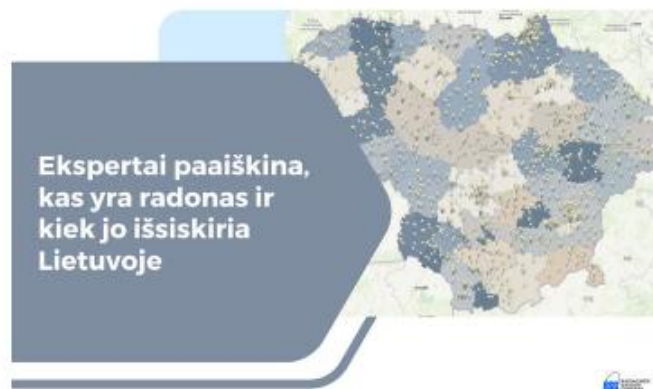 Ekspertai paaiškina,
kas yra radonas ir
kiek jo išsiskiria
Lietuvoje